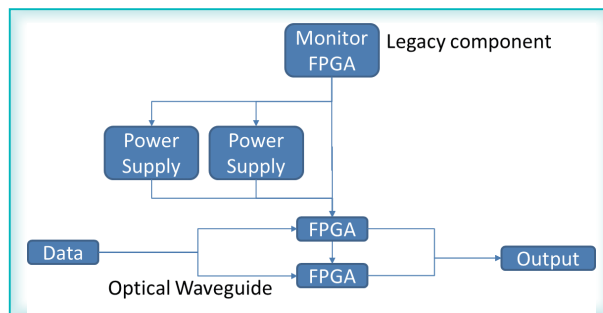 Monitor
FPGA
Legacy component
Power
Supply
Power
Supply
FPGA
Data
Output
FPGA
Optical Waveguide